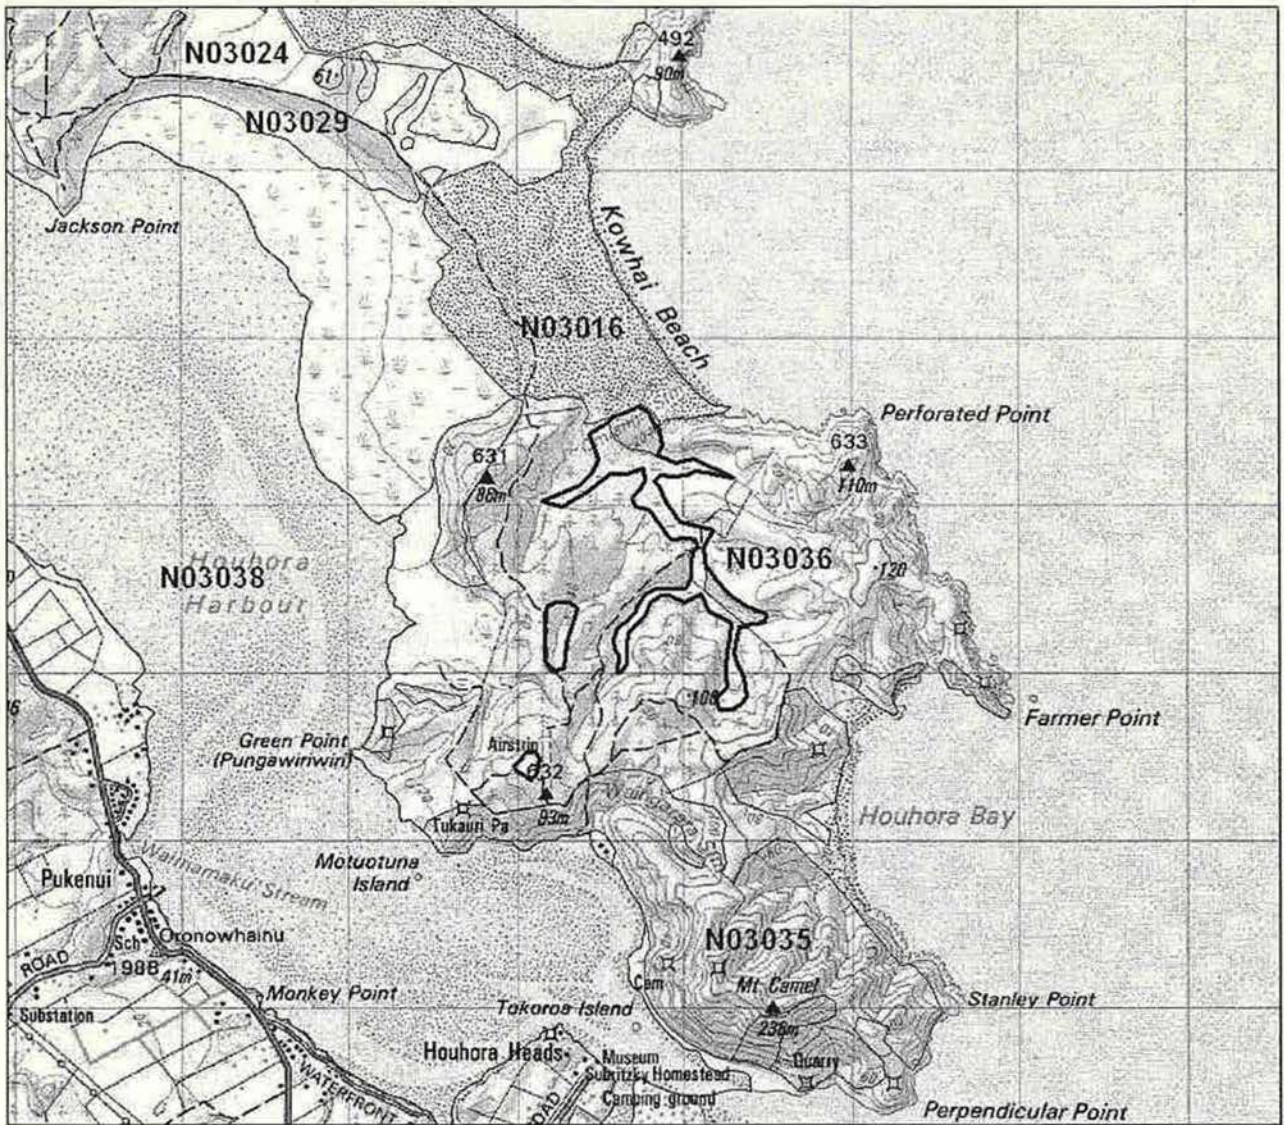 492
90m
N03024
61
N03029
Jackson Point
Kowhai Beach
N03016
Perforated Point
633
110m
631
86m
N03036
Houhora
N03038
Harbour
120
108
Farmer Point
Green Point
(Pungawiriwiri)
Airstrip
632
93m
Tukauri Pa
Houhora Bay
Motuotuna
Island
Waimamaku Stream
Pukenui
Oronowhainu
Sch
1988
41m
ROAD
N03035
Cem
Mt Camel
236m
Monkey Point
Stanley Point
Substation
Tokoroa Island
Houhora Heads
Museum
Subritzky Homestead
Camping ground
Quarry
WATERFRONT
ROAD
Perpendicular Point